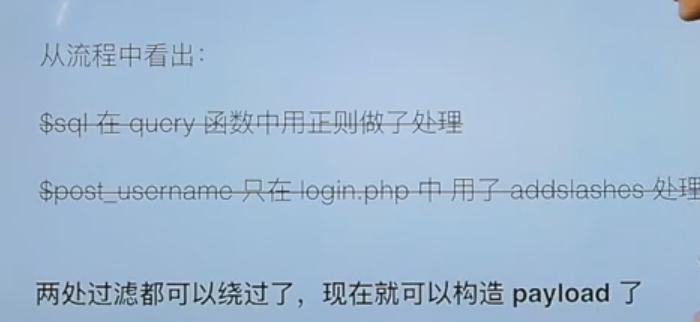 从流程中看出：
$sql 在 query 函数中用正则做了处理
$post_username 只在 login.php 中 用了 addslashes 处理
两处过滤都可以绕过了，现在就可以构造 payload 了